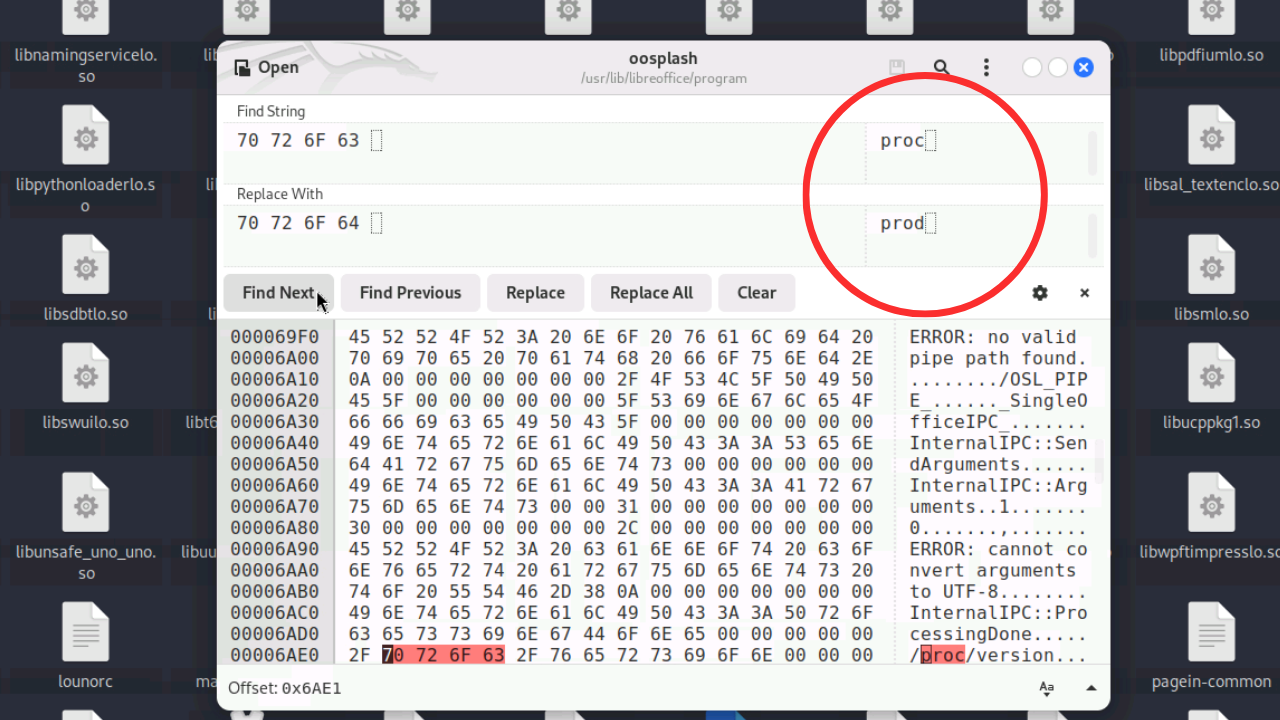 libnamingservicelo.
so
lib
libpdfiumlo.so
Open
oosplash
/usr/lib/libreoffice/program
Find String
70 72 6F 63
proc
Replace With
70 72 6F 64
prod
Find Next
Find Previous
Replace
Replace All
Clear
libpythonloaderlo.s
o
libsal_textenclo.so
libsdbtlo.so
libsmlo.so
libswuilo.so
libt6
libucppkg1.so
libunsafe_uno_uno.
so
libuu
libwpftimpresslo.so
lounorc
ma
pagein-common
000069F0 45 52 52 4F 52 3A 20 6E 6F 20 76 61 6C 69 64 20 ERROR: no valid
00006A00 70 69 70 65 20 70 61 74 68 20 66 6F 75 6E 64 2E pipe path found.
00006A10 0A 00 00 00 00 00 00 00 2F 4F 53 4C 5F 50 49 50 ......../OSL_PIP
00006A20 45 5F 00 00 00 00 00 00 5F 53 69 6E 67 6C 65 4F E_......_SingleO
00006A30 66 66 69 63 65 49 50 43 5F 00 00 00 00 00 00 00 fficeIPC_.......
00006A40 49 6E 74 65 72 6E 61 6C 49 50 43 3A 3A 53 65 6E InternalIPC::Sen
00006A50 64 41 72 67 75 6D 65 6E 74 73 00 00 00 00 00 00 dArguments......
00006A60 49 6E 74 65 72 6E 61 6C 49 50 43 3A 3A 41 72 67 InternalIPC::Arg
00006A70 75 6D 65 6E 74 73 00 00 31 00 00 00 00 00 00 00 uments..1.......
00006A80 30 00 00 00 00 00 00 00 2C 00 00 00 00 00 00 00 0.......,.......
00006A90 45 52 52 4F 52 3A 20 63 61 6E 6E 6F 74 20 63 6F ERROR: cannot co
00006AA0 6E 76 65 72 74 20 61 72 67 75 6D 65 6E 74 73 20 nvert arguments
00006AB0 74 6F 20 55 54 46 2D 38 0A 00 00 00 00 00 00 00 to UTF-8........
00006AC0 49 6E 74 65 72 6E 61 6C 49 50 43 3A 3A 50 72 6F InternalIPC::Pro
00006AD0 63 65 73 73 69 6E 67 44 6F 6E 65 00 00 00 00 00 cessingDone.....
00006AE0 2F 70 72 6F 63 2F 76 65 72 73 69 6F 6E 00 00 00 /proc/version...
Offset: 0x6AE1
Aa